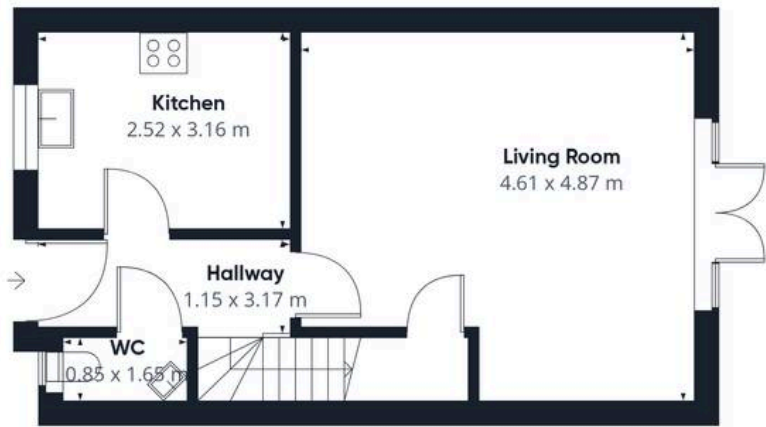 Kitchen
2.52 x 3.16 m
Living Room
4.61 x 4.87 m
Hallway
1.15 x 3.17 m
WC
0.85 x 1.65 m